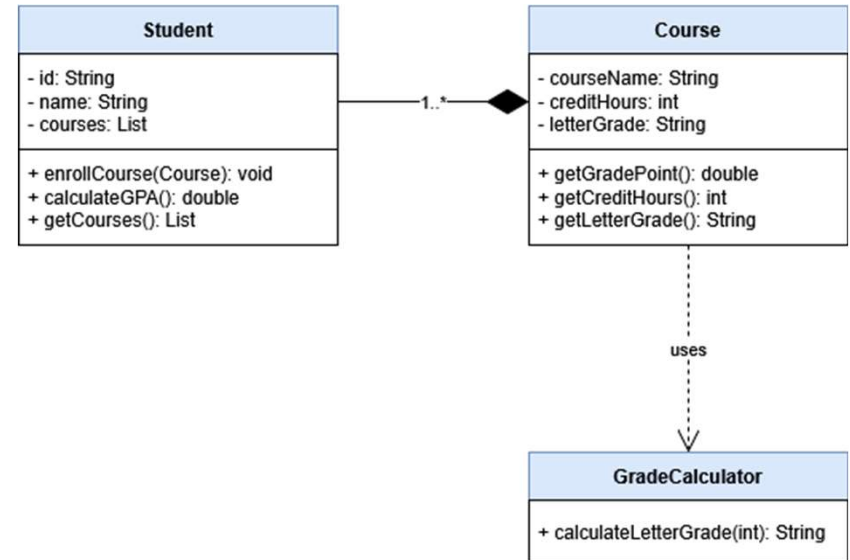 Student
- id: String
- name: String
- courses: List
+ enrollCourse(Course): void
+ calculateGPA(): double
+ getCourses(): List
1..*
Course
- courseName: String
- creditHours: int
- letterGrade: String
+ getGradePoint(): double
+ getCreditHours(): int
+ getLetterGrade(): String
uses
GradeCalculator
+ calculateLetterGrade(int): String